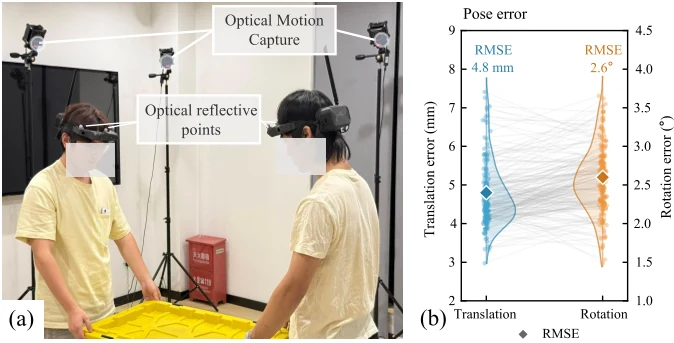 Optical Motion
Capture
Optical reflective
points
(a)
Pose error
RMSE
4.8 mm
RMSE
2.6°
Translation error (mm)
9
8
7
6
5
4
3
2
Rotation error (°)
4.5
4.0
3.5
3.0
2.5
2.0
1.5
1.0
Translation
Rotation
RMSE
(b)